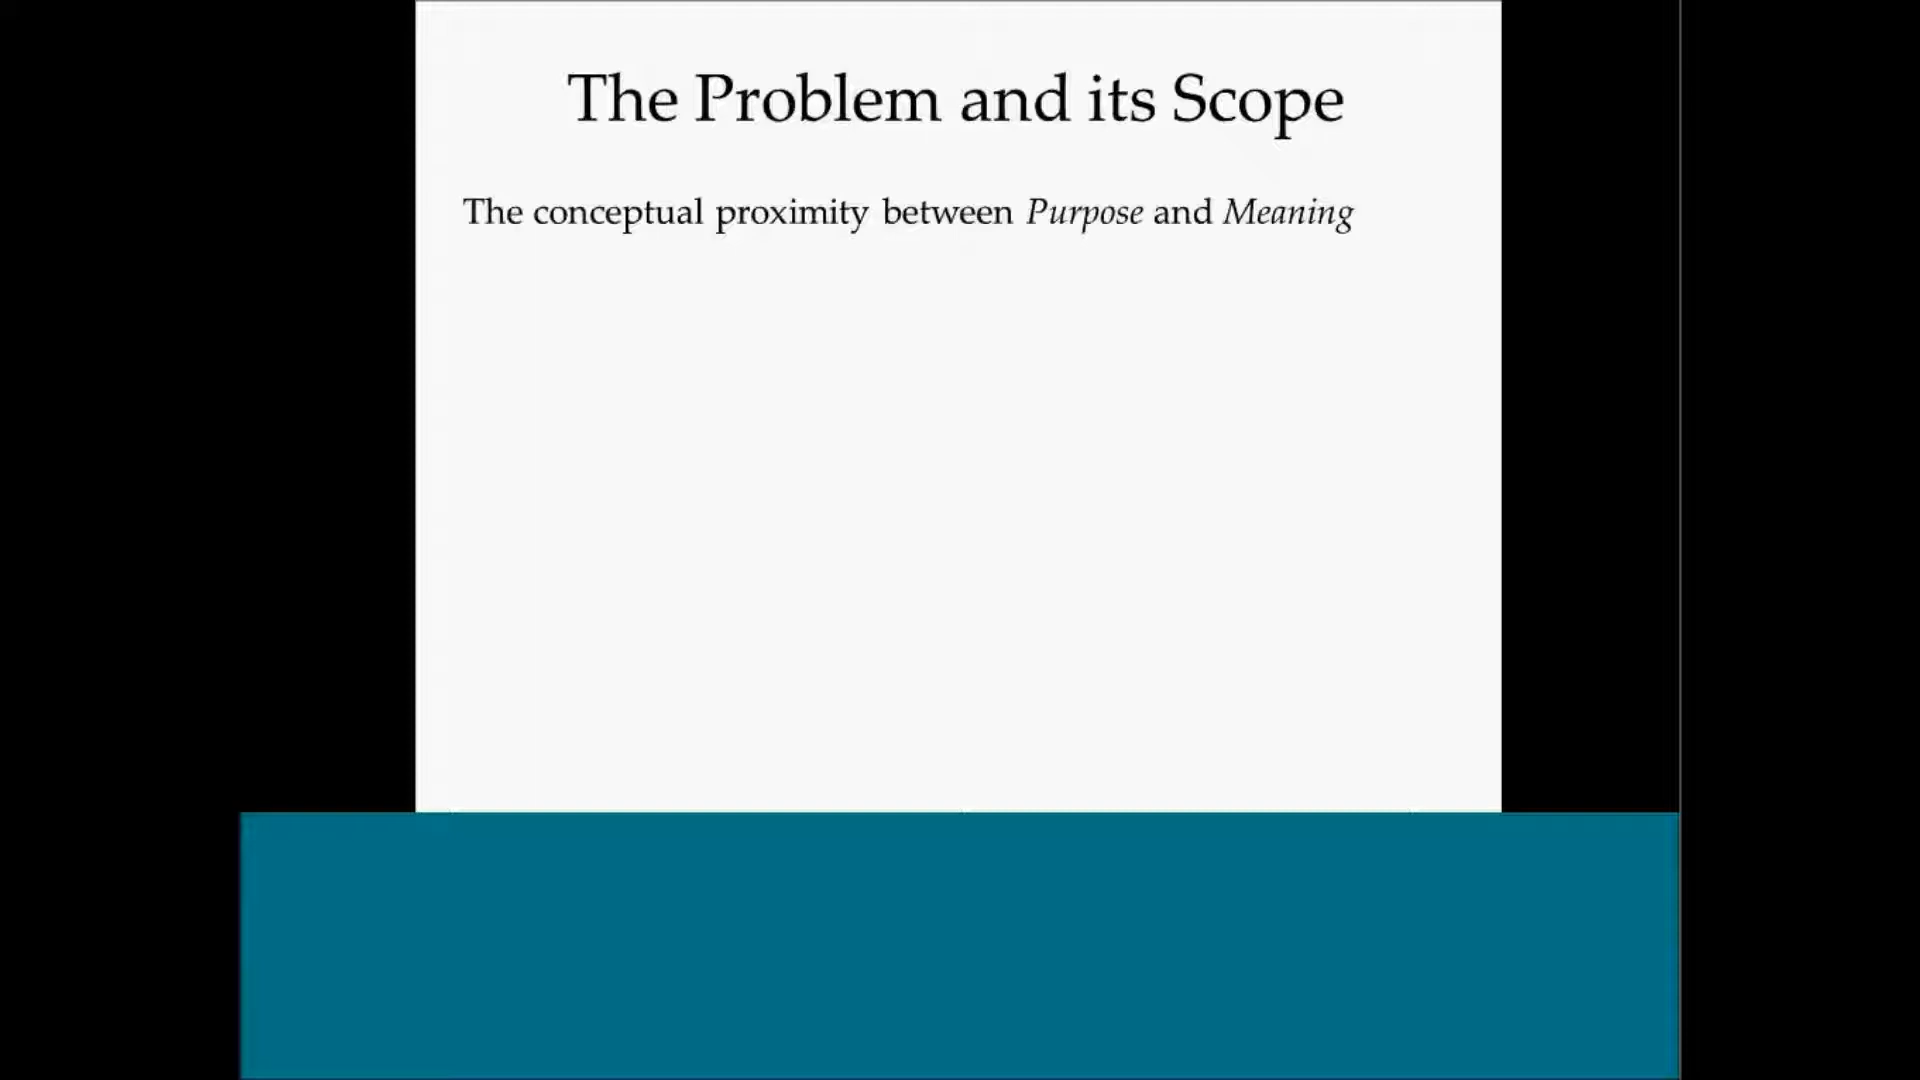 The Problem and its Scope
The conceptual proximity between Purpose and Meaning